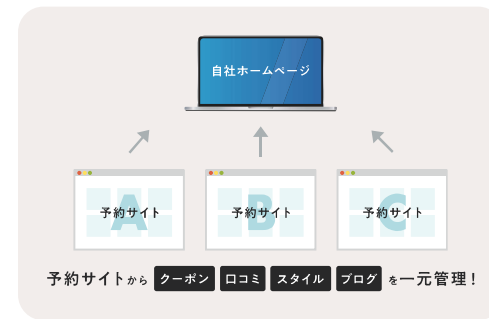 自社ホームページ
A 予約サイト
B 予約サイト
C 予約サイト
予約サイトから クーポン 口コミ スタイル ブログ を一元管理！